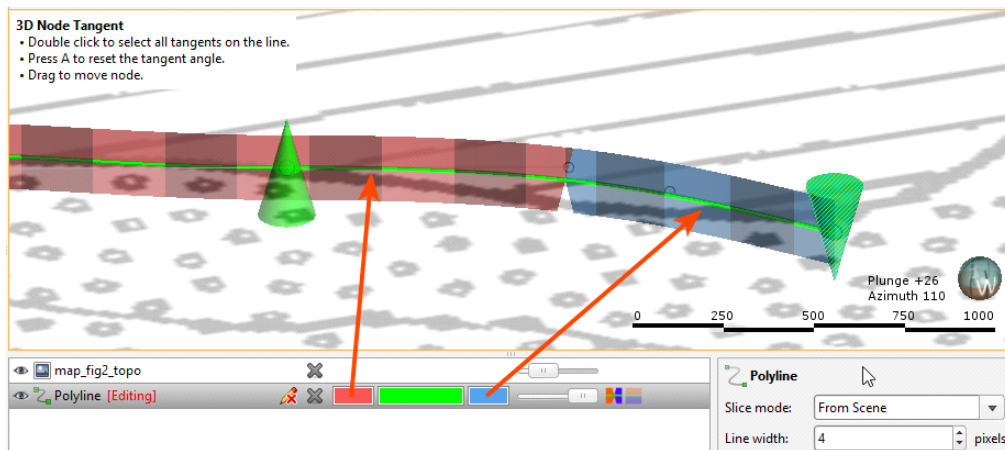 3D Node Tangent
• Double click to select all tangents on the line.
• Press A to reset the tangent angle.
• Drag to move node.
Plunge +26
Azimuth 110
W
0 250 500 750 1000
map_fig2_topo
Polyline [Editing]
Polyline
Slice mode: From Scene
Line width: 4 pixels